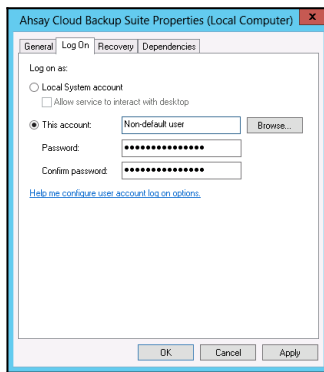 Ahsay Cloud Backup Suite Properties (Local Computer) x
General Log On Recovery Dependencies
Log on as:
Local System account
Allow service to interact with desktop
This account: Non-default user Browse...
Password: •••••••••••••••
Confirm password: •••••••••••••••
Help me configure user account log on options.
OK Cancel Apply